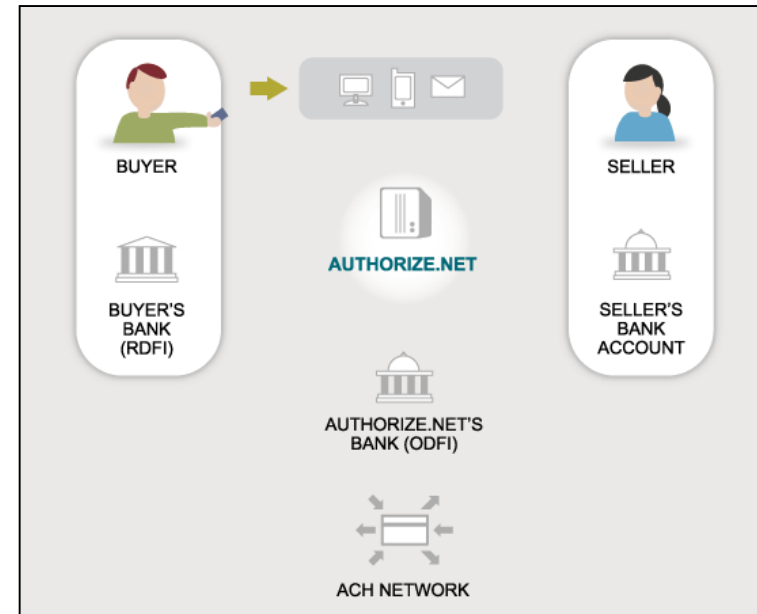 BUYER
SELLER
AUTHORIZE.NET
BUYER'S
BANK
(RDFI)
SELLER'S
BANK
ACCOUNT
AUTHORIZE.NET'S
BANK (ODFI)
ACH NETWORK